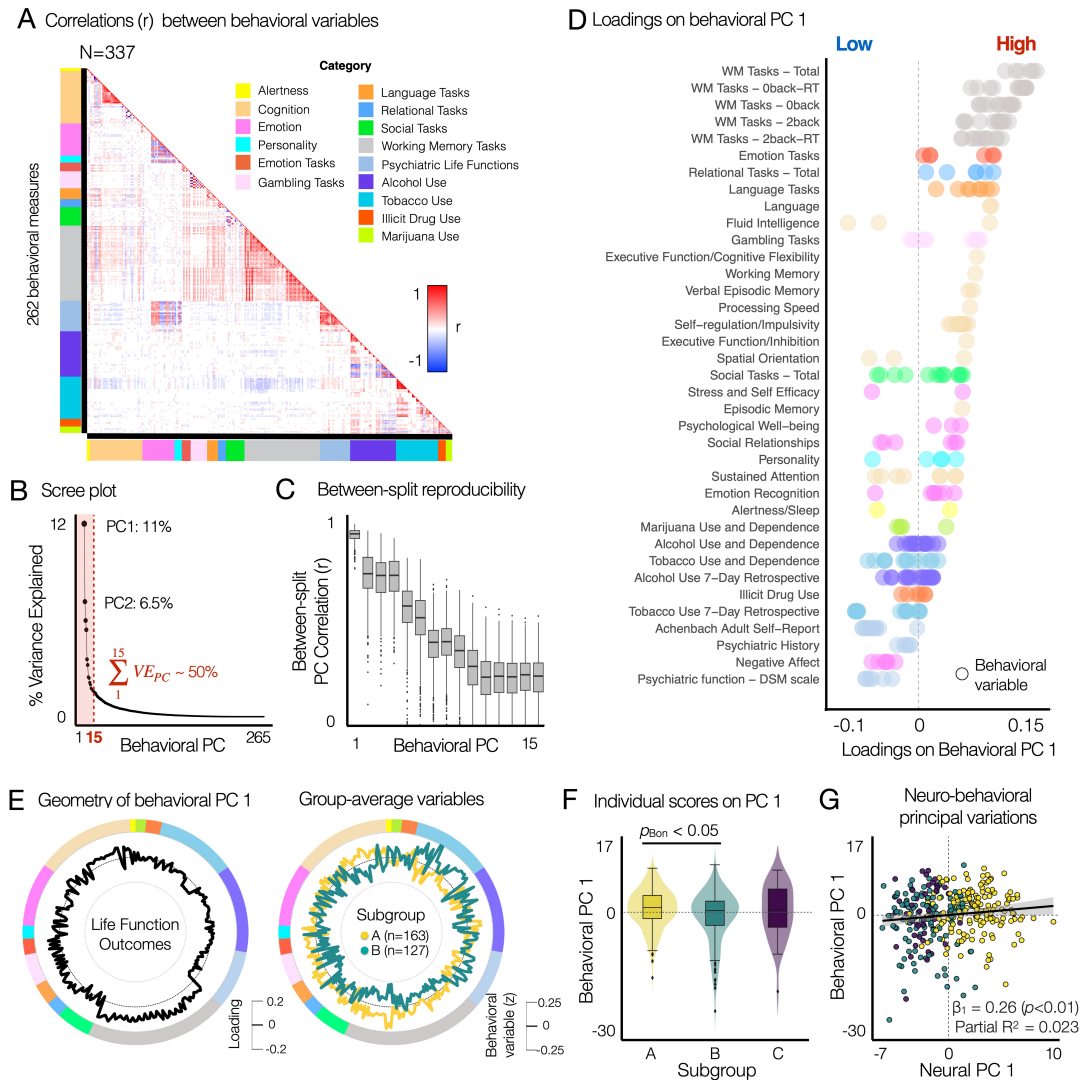 A Correlations (r) between behavioral variables
N=337
262 behavioral measures
Category
Alertness
Cognition
Emotion
Personality
Emotion Tasks
Gambling Tasks
Language Tasks
Relational Tasks
Social Tasks
Working Memory Tasks
Psychiatric Life Functions
Alcohol Use
Tobacco Use
Illicit Drug Use
Marijuana Use
1
r
-1
B Scree plot
12
% Variance Explained
0
PC1: 11%
PC2: 6.5%
15
∑ VE_PC ~ 50%
1
1 15 265
Behavioral PC
C Between-split reproducibility
1
Between-split
PC Correlation (r)
0
1 Behavioral PC 15
D Loadings on behavioral PC 1
Low High
WM Tasks – Total
WM Tasks – 0back–RT
WM Tasks – 0back
WM Tasks – 2back
WM Tasks – 2back–RT
Emotion Tasks
Relational Tasks – Total
Language Tasks
Language
Fluid Intelligence
Gambling Tasks
Executive Function/Cognitive Flexibility
Working Memory
Verbal Episodic Memory
Processing Speed
Self–regulation/Impulsivity
Executive Function/Inhibition
Spatial Orientation
Social Tasks – Total
Stress and Self Efficacy
Episodic Memory
Psychological Well–being
Social Relationships
Personality
Sustained Attention
Emotion Recognition
Alertness/Sleep
Marijuana Use and Dependence
Alcohol Use and Dependence
Tobacco Use and Dependence
Alcohol Use 7–Day Retrospective
Illicit Drug Use
Tobacco Use 7–Day Retrospective
Achenbach Adult Self–Report
Psychiatric History
Negative Affect
Psychiatric function – DSM scale
Behavioral
variable
-0.1 0 0.15
Loadings on Behavioral PC 1
E Geometry of behavioral PC 1
Life Function
Outcomes
Loading
0.2
0
-0.2
Group-average variables
Subgroup
A (n=163)
B (n=127)
Behavioral
variable (z)
0.25
0
-0.25
F Individual scores on PC 1
pBon < 0.05
17
0
-30
Behavioral PC 1
A B C
Subgroup
G Neuro-behavioral
principal variations
17
0
-30
Behavioral PC 1
β1 = 0.26 (p<0.01)
Partial R² = 0.023
-7 0 10
Neural PC 1